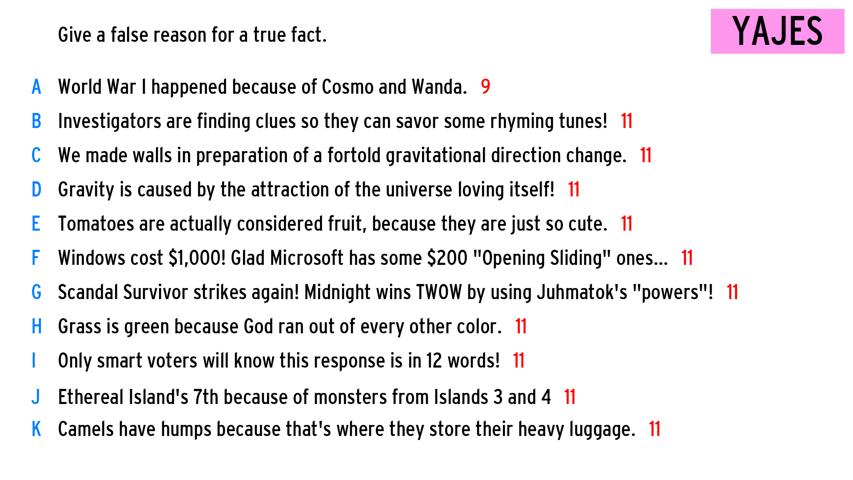 Give a false reason for a true fact.
YAJES
A World War I happened because of Cosmo and Wanda. 9
B Investigators are finding clues so they can savor some rhyming tunes! 11
C We made walls in preparation of a fortold gravitational direction change. 11
D Gravity is caused by the attraction of the universe loving itself! 11
E Tomatoes are actually considered fruit, because they are just so cute. 11
F Windows cost $1,000! Glad Microsoft has some $200 "Opening Sliding" ones... 11
G Scandal Survivor strikes again! Midnight wins TWOW by using Juhmatok's "powers"! 11
H Grass is green because God ran out of every other color. 11
I Only smart voters will know this response is in 12 words! 11
J Ethereal Island's 7th because of monsters from Islands 3 and 4 11
K Camels have humps because that's where they store their heavy luggage. 11